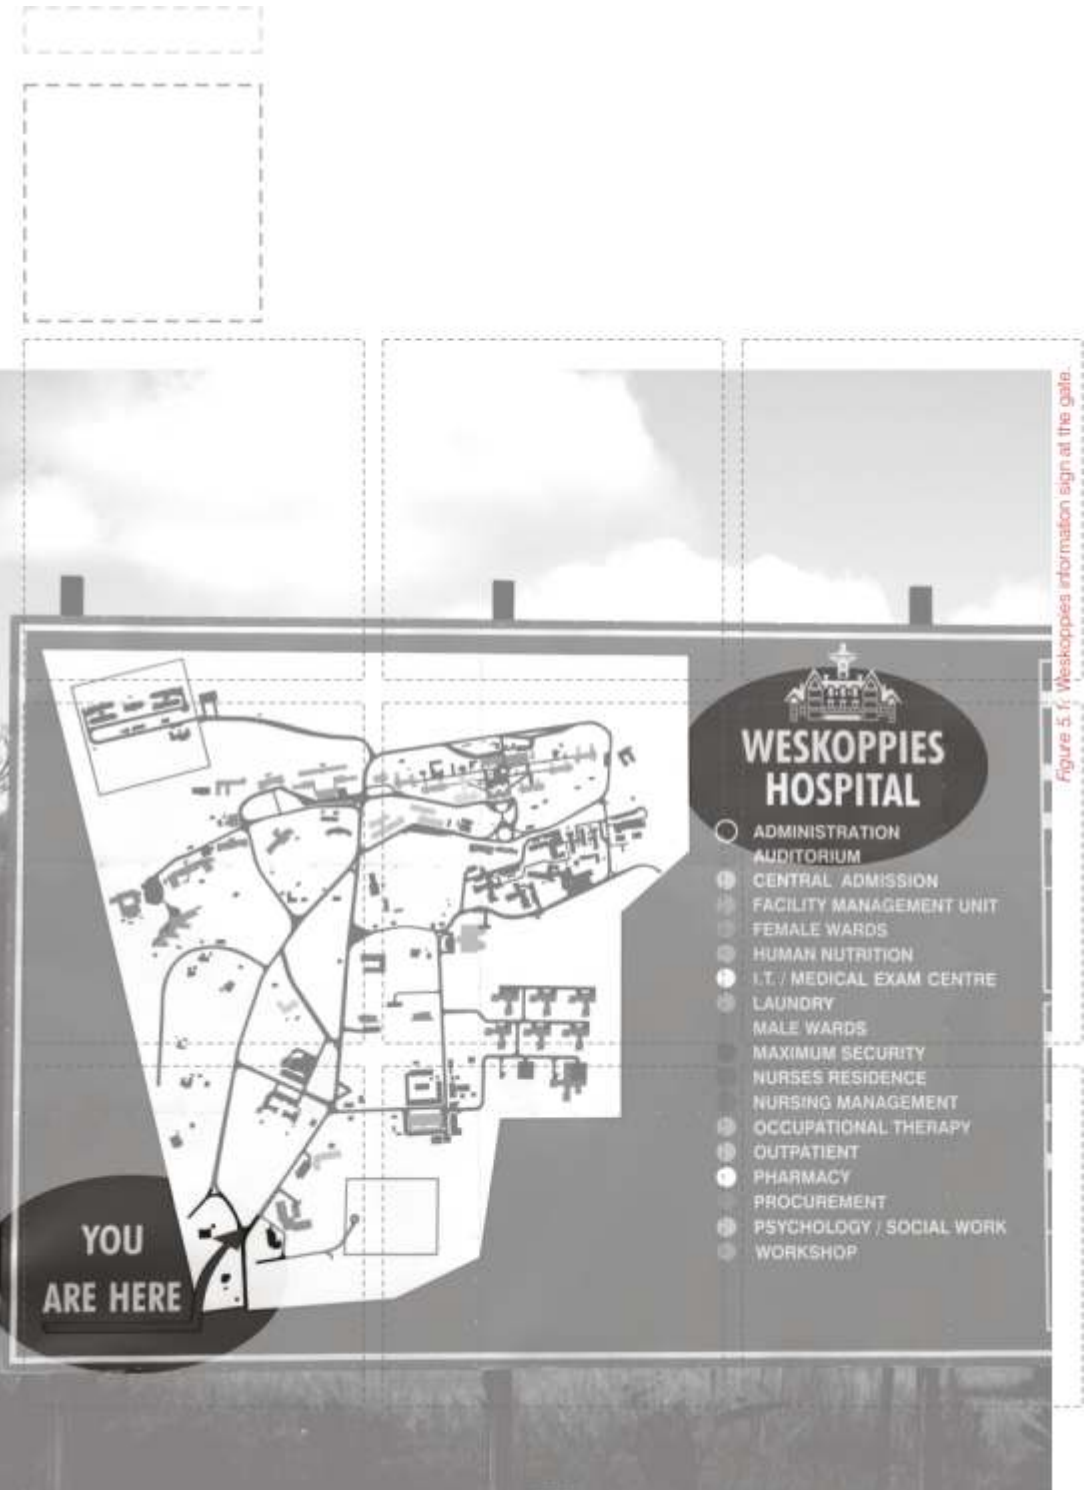 WESKOPPIES
HOSPITAL
ADMINISTRATION
AUDITORIUM
CENTRAL ADMISSION
FACILITY MANAGEMENT UNIT
FEMALE WARDS
HUMAN NUTRITION
I.T. / MEDICAL EXAM CENTRE
LAUNDRY
MALE WARDS
MAXIMUM SECURITY
NURSES RESIDENCE
NURSING MANAGEMENT
OCCUPATIONAL THERAPY
OUTPATIENT
PHARMACY
PROCUREMENT
PSYCHOLOGY / SOCIAL WORK
WORKSHOP
YOU
ARE HERE
Figure 5.1: Weskoppies information sign at the gate.